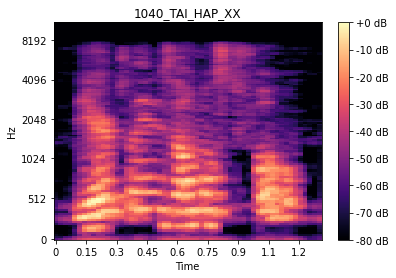 1040_TAI_HAP_XX
8192
4096
2048
1024
512
0
Hz
0 0.15 0.3 0.45 0.6 0.75 0.9 1.1 1.2
Time
+0 dB
-10 dB
-20 dB
-30 dB
-40 dB
-50 dB
-60 dB
-70 dB
-80 dB